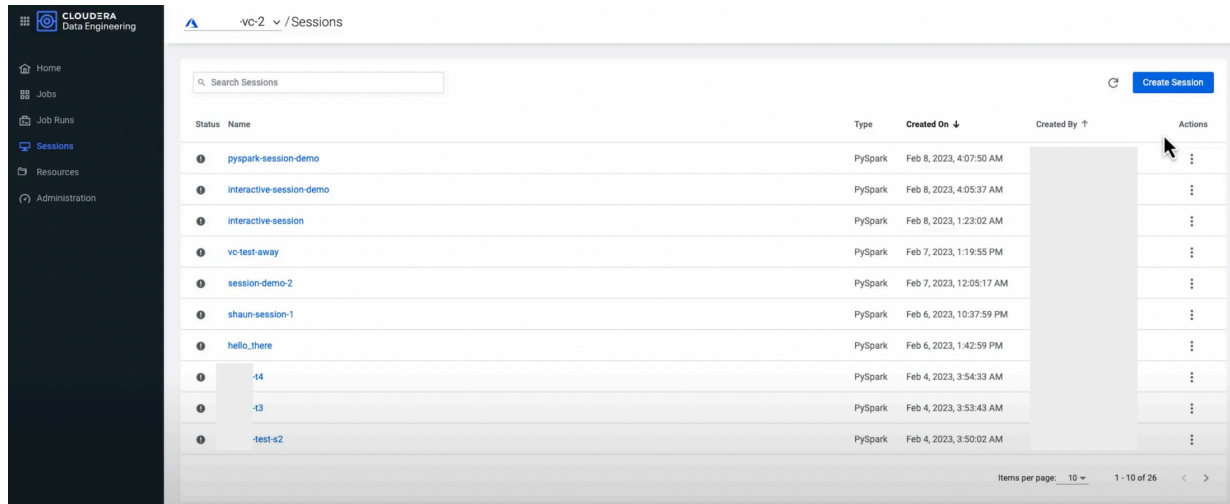 CLOUDERA
Data Engineering
-vc-2 / Sessions
Home
Jobs
Job Runs
Sessions
Resources
Administration
Search Sessions
Create Session
Status Name Type Created On ↓ Created By ↑ Actions
pyspark-session-demo PySpark Feb 8, 2023, 4:07:50 AM
interactive-session-demo PySpark Feb 8, 2023, 4:05:37 AM
interactive-session PySpark Feb 8, 2023, 1:23:02 AM
vc-test-away PySpark Feb 7, 2023, 1:19:55 PM
session-demo-2 PySpark Feb 7, 2023, 12:05:17 AM
shaun-session-1 PySpark Feb 6, 2023, 10:37:59 PM
hello_there PySpark Feb 6, 2023, 1:42:59 PM
-t4 PySpark Feb 4, 2023, 3:54:33 AM
-t3 PySpark Feb 4, 2023, 3:53:43 AM
-test-s2 PySpark Feb 4, 2023, 3:50:02 AM
Items per page: 10 1 - 10 of 26